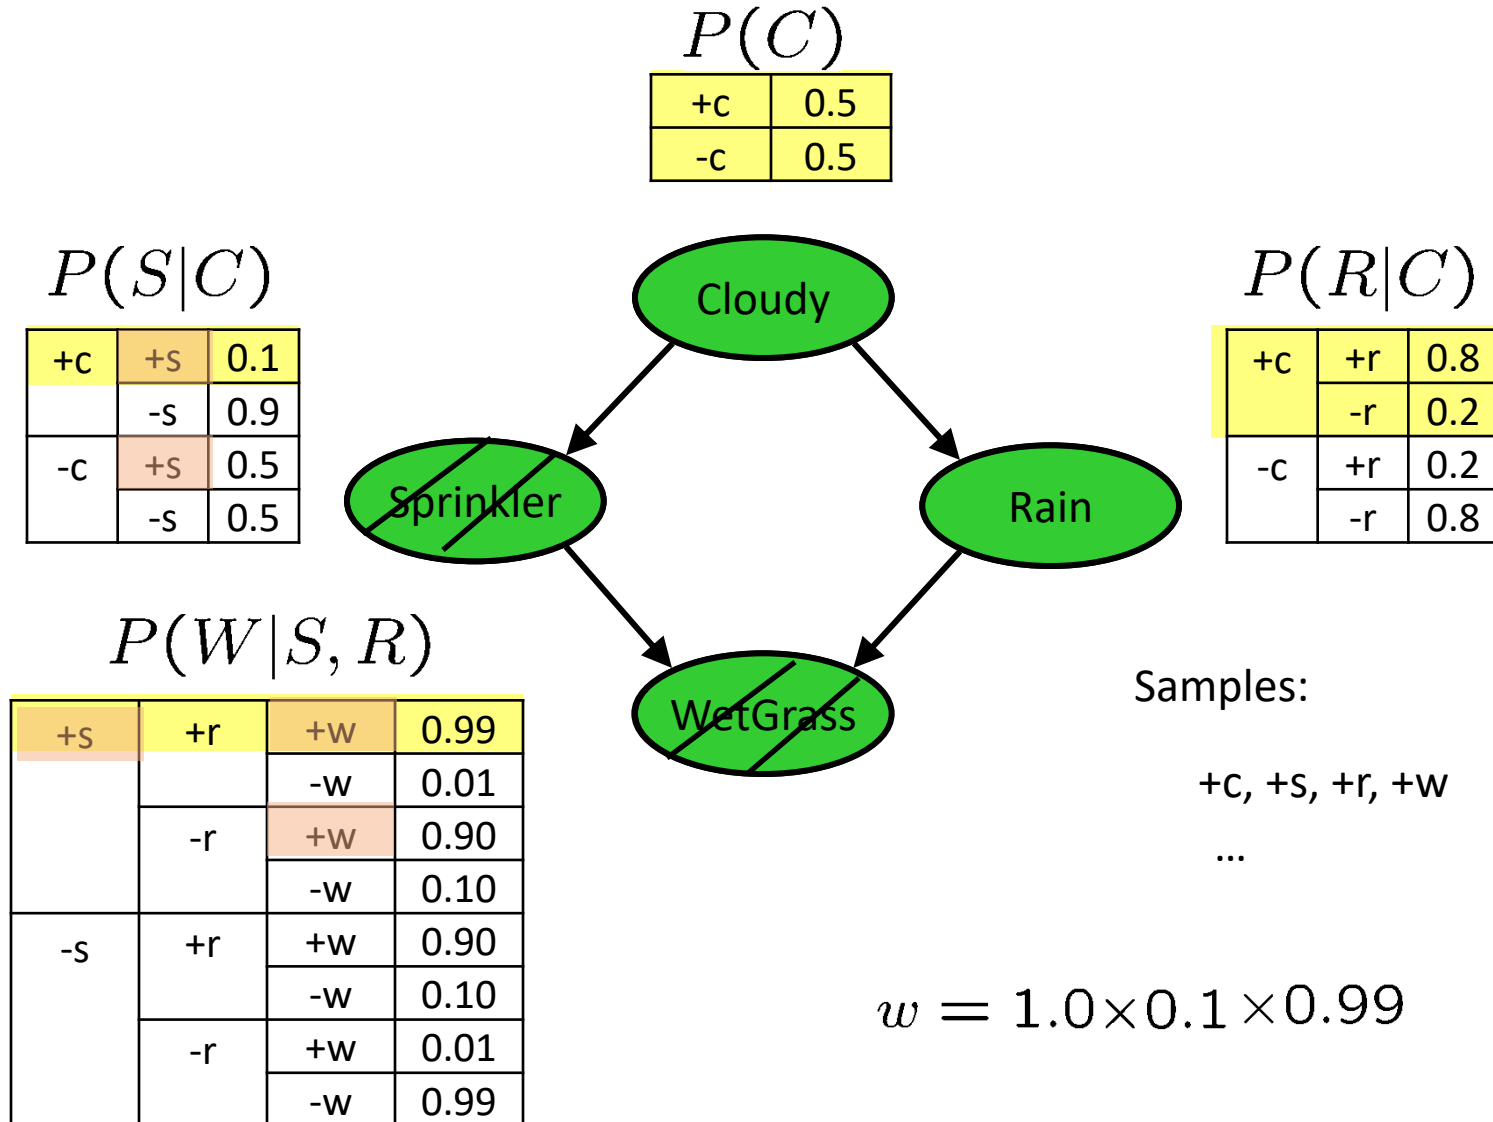 P(C)
+c 0.5
-c 0.5
P(S|C)
+c +s 0.1
-s 0.9
-c +s 0.5
-s 0.5
Cloudy
P(R|C)
+c +r 0.8
-r 0.2
-c +r 0.2
-r 0.8
Sprinkler
Rain
P(W|S, R)
+s +r +w 0.99
-w 0.01
-r +w 0.90
-w 0.10
-s +r +w 0.90
-w 0.10
-r +w 0.01
-w 0.99
WetGrass
Samples:
+c, +s, +r, +w
...
w = 1.0×0.1×0.99